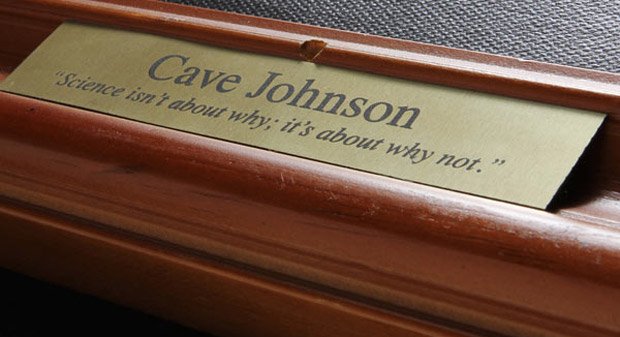 Cave Johnson
“Science isn't about why; it's about why not.”